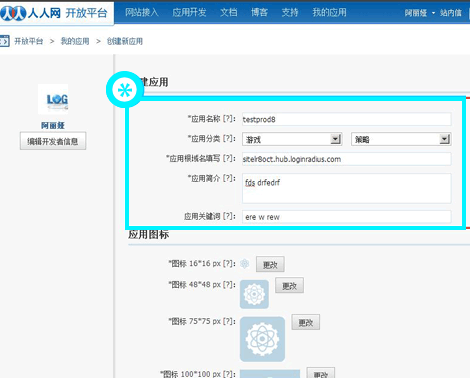 人人网 开放平台 网站接入 应用开发 文档 博客 支持 我的应用 阿丽娅 站内信
开放平台 > 我的应用 > 创建新应用
LOG
阿丽娅
编辑开发者信息
建应用
*应用名称 [?]: testprod8
*应用分类 [?]: 游戏 策略
*应用根域名填写 [?]: sitelr8oct.hub.loginradius.com
*应用简介 [?]: fds drfedrf
应用关键词 [?]: ere w rew
应用图标
*图标 16*16 px [?]: 更改
*图标 48*48 px [?]: 更改
*图标 75*75 px [?]: 更改
*图标 100*100 px [?]: 更改